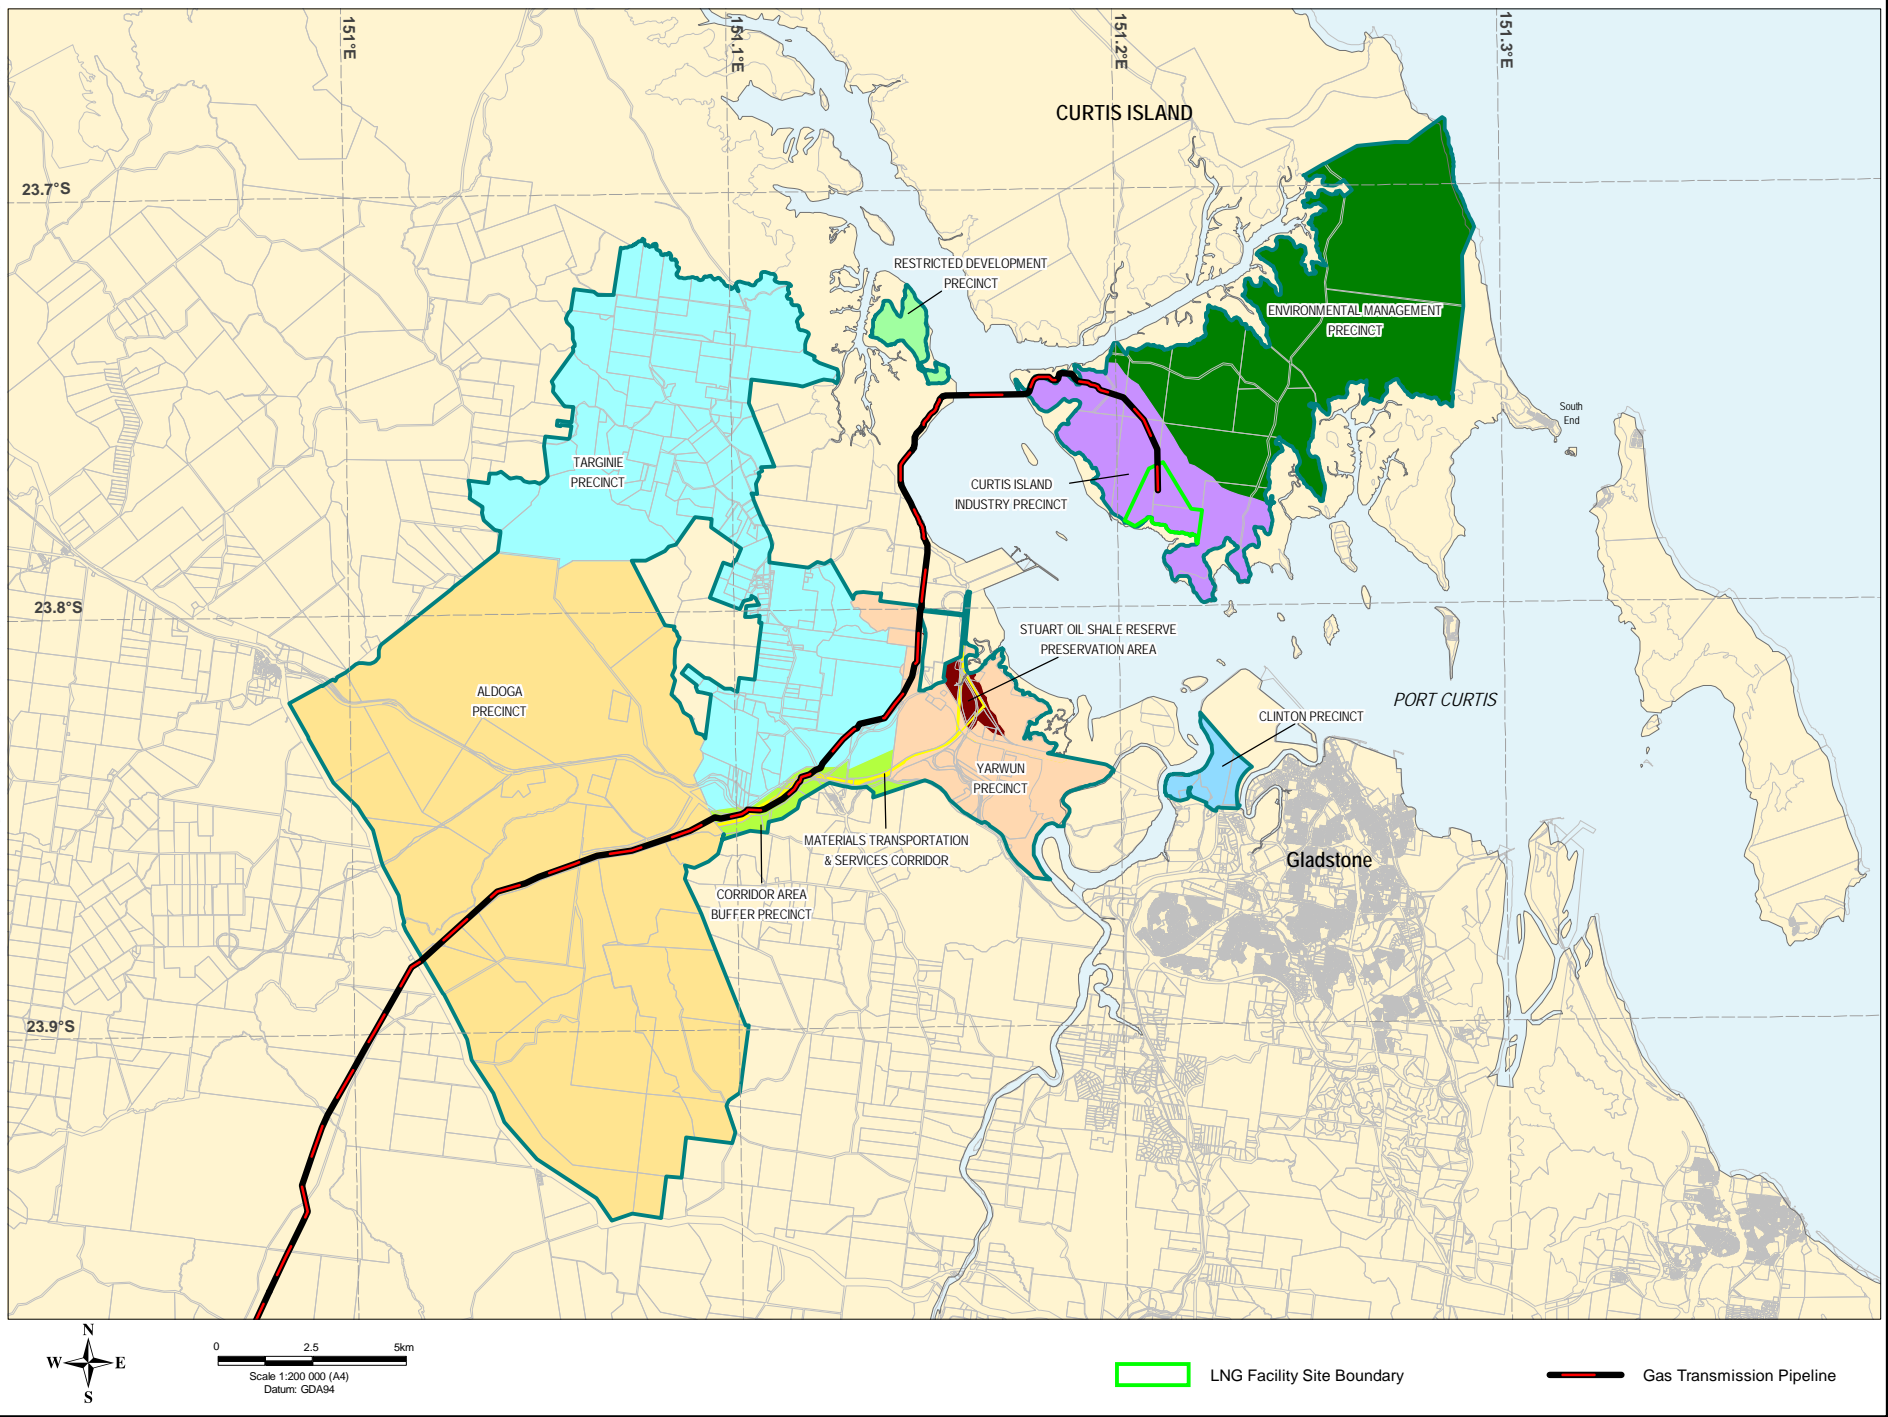 151°E
151.1°E
151.2°E
151.3°E
CURTIS ISLAND
23.7°S
RESTRICTED DEVELOPMENT
PRECINCT
ENVIRONMENTAL MANAGEMENT
PRECINCT
South
End
TARGINIE
PRECINCT
CURTIS ISLAND
INDUSTRY PRECINCT
23.8°S
STUART OIL SHALE RESERVE
PRESERVATION AREA
ALDOGA
PRECINCT
PORT CURTIS
CLINTON PRECINCT
YARWUN
PRECINCT
MATERIALS TRANSPORTATION
& SERVICES CORRIDOR
Gladstone
CORRIDOR AREA
BUFFER PRECINCT
23.9°S
N
W E
S
0 2.5 5km
Scale 1:200 000 (A4)
Datum: GDA94
LNG Facility Site Boundary
Gas Transmission Pipeline